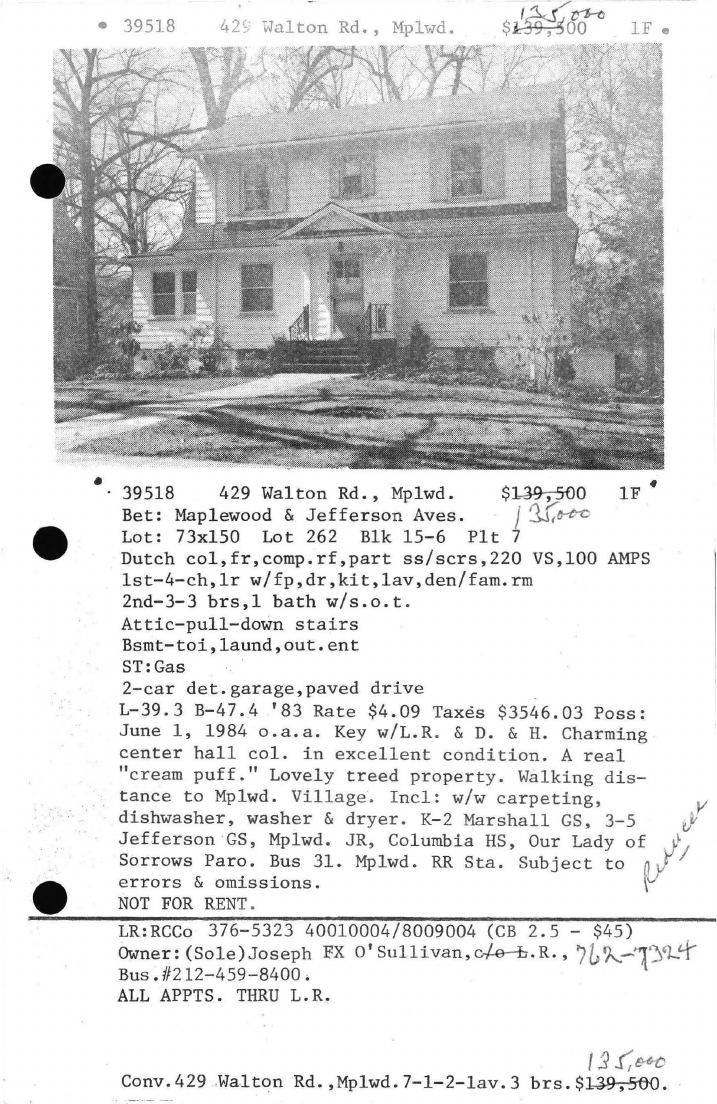 135,000
39518 429 Walton Rd., Mplwd. $139,500 1F
39518 429 Walton Rd., Mplwd. $139,500 1F
Bet: Maplewood & Jefferson Aves. 135,000
Lot: 73x150 Lot 262 Blk 15-6 Plt 7
Dutch col,fr,comp.rf,part ss/scrs,220 VS,100 AMPS
1st-4-ch,lr w/fp,dr,kit,lav,den/fam.rm
2nd-3-3 brs,1 bath w/s.o.t.
Attic-pull-down stairs
Bsmt-toi,laund,out.ent
ST:Gas
2-car det.garage,paved drive
L-39.3 B-47.4 '83 Rate $4.09 Taxes $3546.03 Poss:
June 1, 1984 o.a.a. Key w/L.R. & D. & H. Charming
center hall col. in excellent condition. A real
"cream puff." Lovely treed property. Walking dis-
tance to Mplwd. Village. Incl: w/w carpeting,
dishwasher, washer & dryer. K-2 Marshall GS, 3-5
Jefferson GS, Mplwd. JR, Columbia HS, Our Lady of
Sorrows Paro. Bus 31. Mplwd. RR Sta. Subject to
errors & omissions.
Reduced
NOT FOR RENT.
LR:RCCo 376-5323 40010004/8009004 (CB 2.5 - $45)
Owner:(Sole)Joseph FX O'Sullivan,c/o L.R., 762-7324
Bus.#212-459-8400.
ALL APPTS. THRU L.R.
135,000
Conv.429 Walton Rd.,Mplwd.7-1-2-lav.3 brs.$139,500.